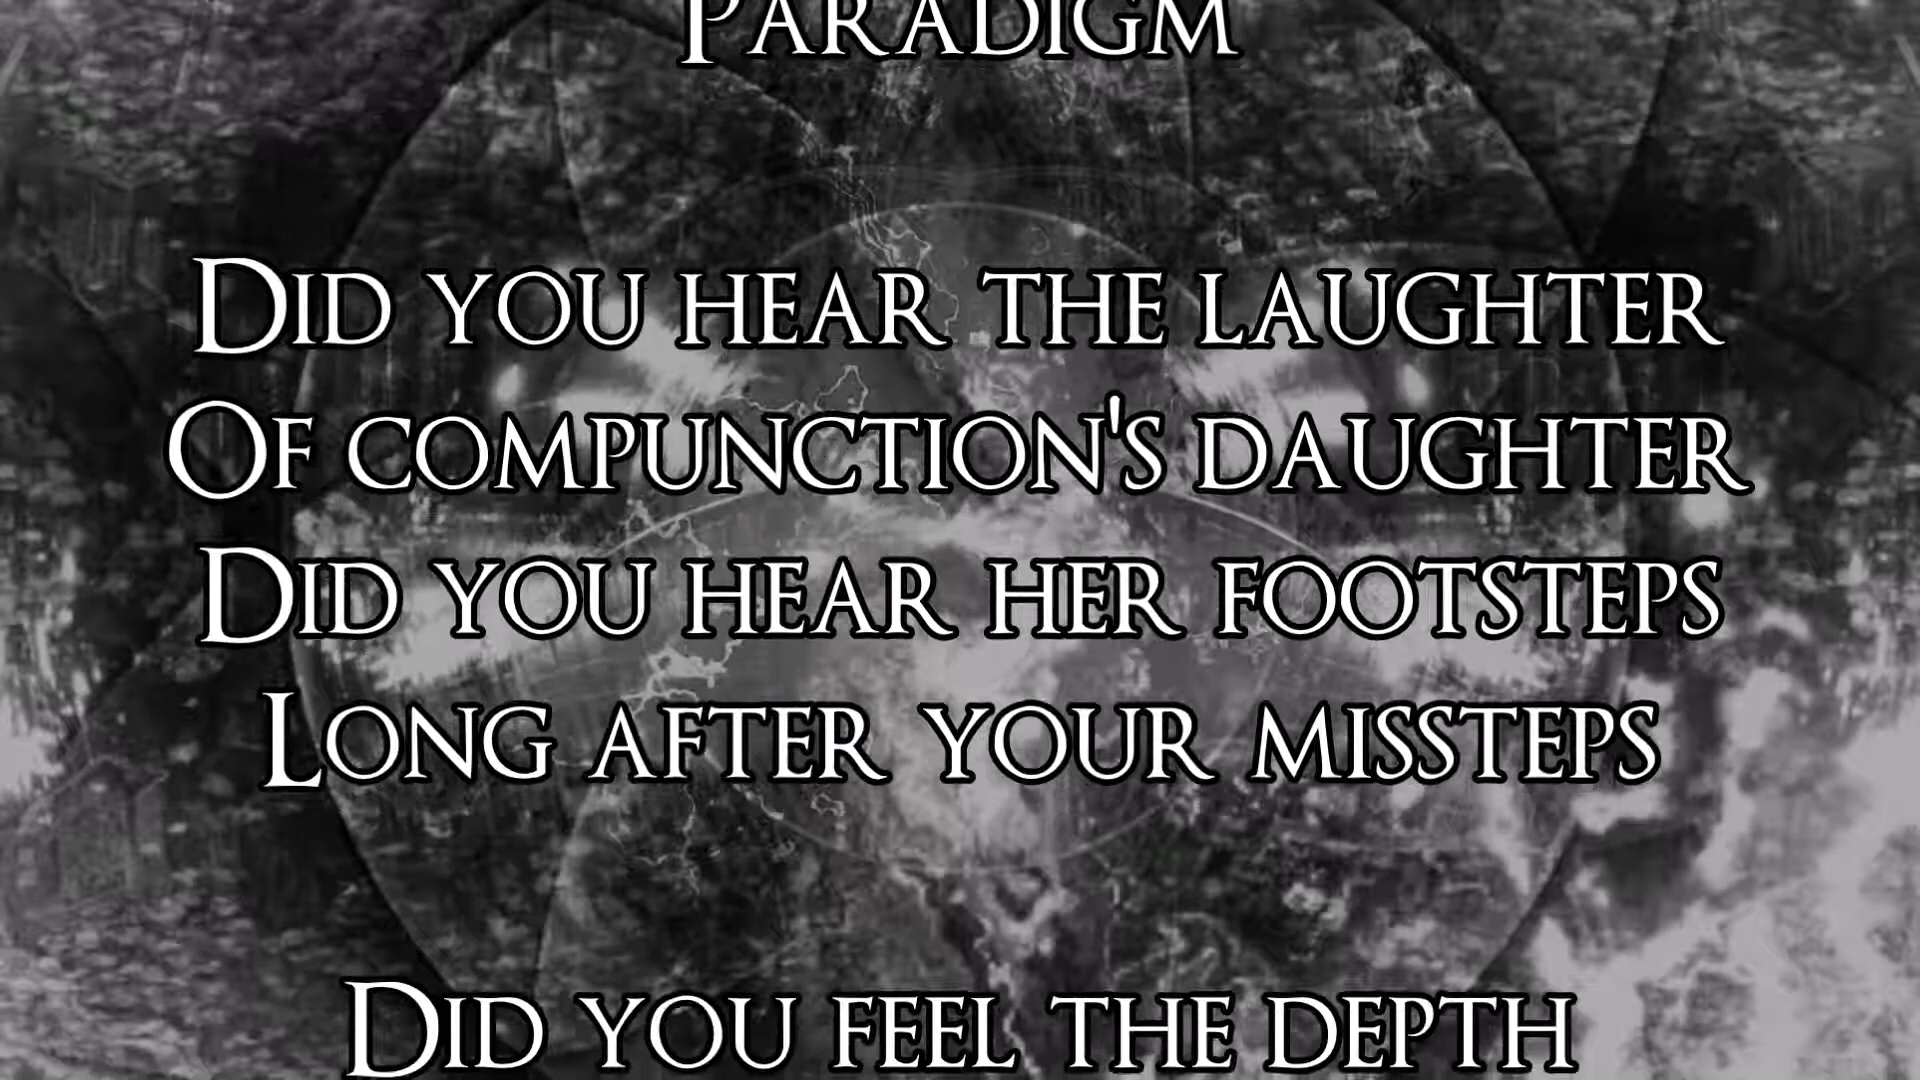 Paradigm
Did you hear the laughter
Of compunction's daughter
Did you hear her footsteps
Long after your missteps
Did you feel the depth